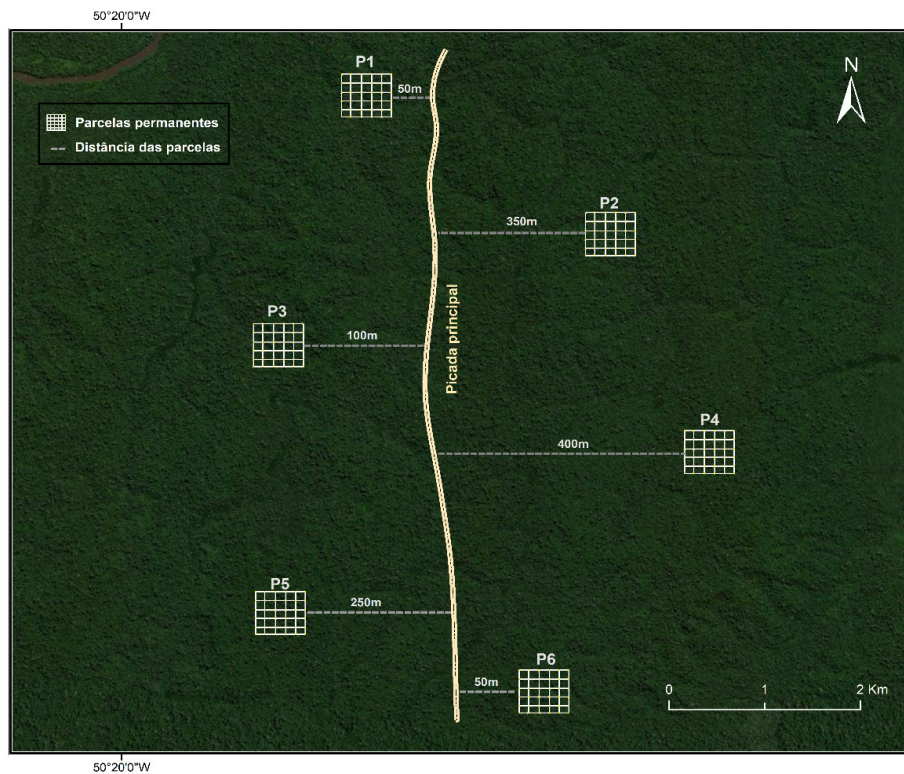 50°20'0"W
P1
50m
N
Parcelas permanentes
Distância das parcelas
P2
350m
Picada principal
P3
100m
P4
400m
P5
250m
P6
50m
0 1 2 Km
50°20'0"W